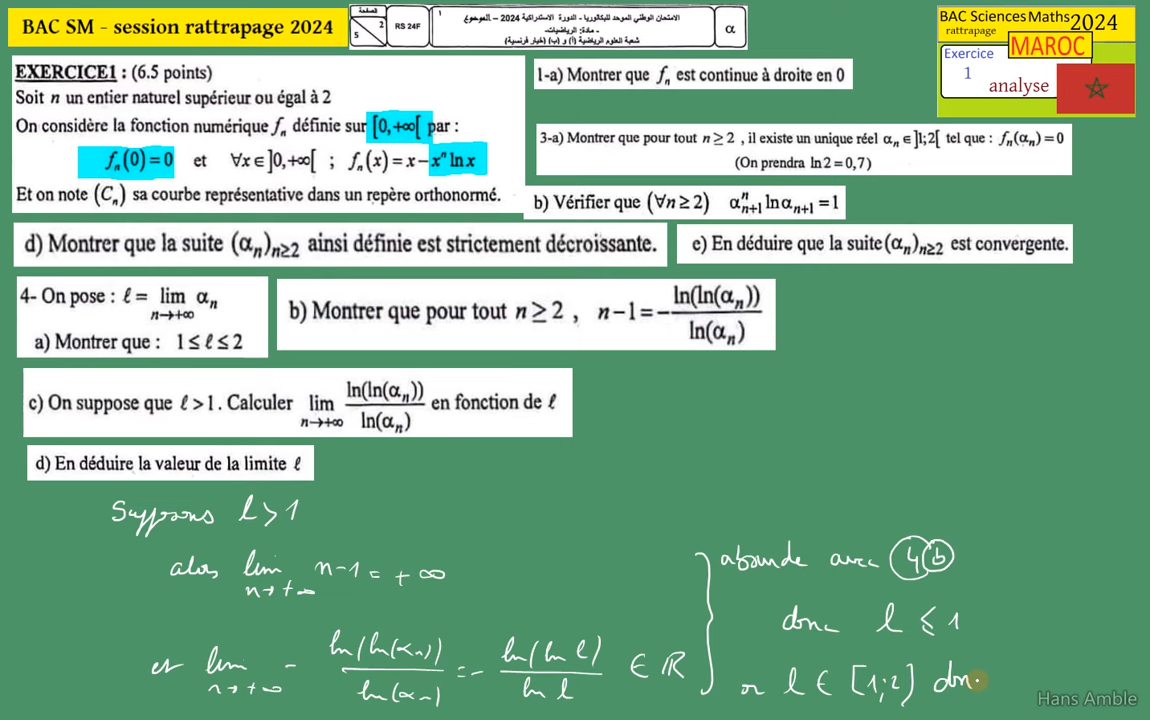 BAC SM - session rattrapage 2024
الصفحة
2
5
RS 24F
1
الامتحان الوطني الموحد للبكالوريا - الدورة الاستدراكية 2024 – الموضوع
- مادة: الرياضيات-
شعبة العلوم الرياضية (أ) و (ب) (خيار فرنسية)
α
BAC Sciences Maths 2024
rattrapage
MAROC
Exercice
1
analyse
EXERCICE1 : (6.5 points)
Soit n un entier naturel supérieur ou égal à 2
On considère la fonction numérique fₙ définie sur [0,+∞[ par :
fₙ(0)=0 et ∀x∈]0,+∞[ ; fₙ(x)=x−xⁿ ln x
Et on note (Cₙ) sa courbe représentative dans un repère orthonormé.
1-a) Montrer que fₙ est continue à droite en 0
3-a) Montrer que pour tout n≥2 , il existe un unique réel αₙ∈]1;2[ tel que : fₙ(αₙ)=0
(On prendra ln2=0,7)
b) Vérifier que (∀n≥2) αⁿₙ₊₁ ln αₙ₊₁ =1
d) Montrer que la suite (αₙ)ₙ≥₂ ainsi définie est strictement décroissante.
e) En déduire que la suite (αₙ)ₙ≥₂ est convergente.
4- On pose : ℓ = lim αₙ
n→+∞
a) Montrer que : 1≤ℓ≤2
b) Montrer que pour tout n≥2 , n−1=−ln(ln(αₙ))/ln(αₙ)
c) On suppose que ℓ>1. Calculer lim ln(ln(αₙ))/ln(αₙ) en fonction de ℓ
n→+∞
d) En déduire la valeur de la limite ℓ
Supposons l>1
alors lim n-1 = +∞
n→+∞
et lim - ln(ln(αn))/ln(αn) = - ln(ln l)/ln l ∈ ℝ
n→+∞
absurde avec 4 b
donc l ≤ 1
or l ∈ [1;2] don
Hans Amble